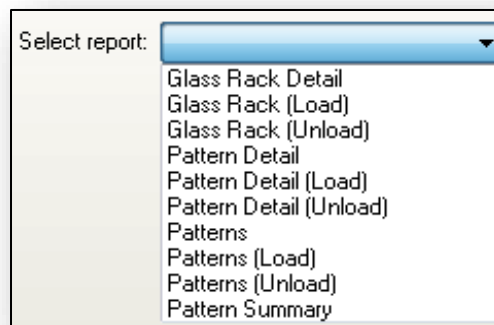 Select report:
Glass Rack Detail
Glass Rack (Load)
Glass Rack (Unload)
Pattern Detail
Pattern Detail (Load)
Pattern Detail (Unload)
Patterns
Patterns (Load)
Patterns (Unload)
Pattern Summary